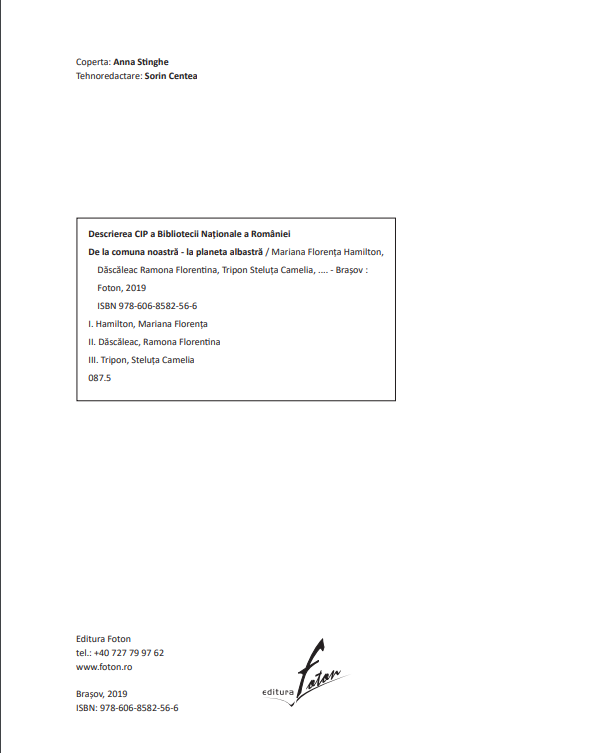 Coperta: Anna Stinghe
Tehnoredactare: Sorin Centea
Descrierea CIP a Bibliotecii Naționale a României
De la comuna noastră - la planeta albastră / Mariana Florența Hamilton,
Dăscăleac Ramona Florentina, Tripon Steluța Camelia, .... - Brașov :
Foton, 2019
ISBN 978-606-8582-56-6
I. Hamilton, Mariana Florența
II. Dăscăleac, Ramona Florentina
III. Tripon, Steluța Camelia
087.5
Editura Foton
tel.: +40 727 79 97 62
www.foton.ro
Brașov, 2019
ISBN: 978-606-8582-56-6
editura foton